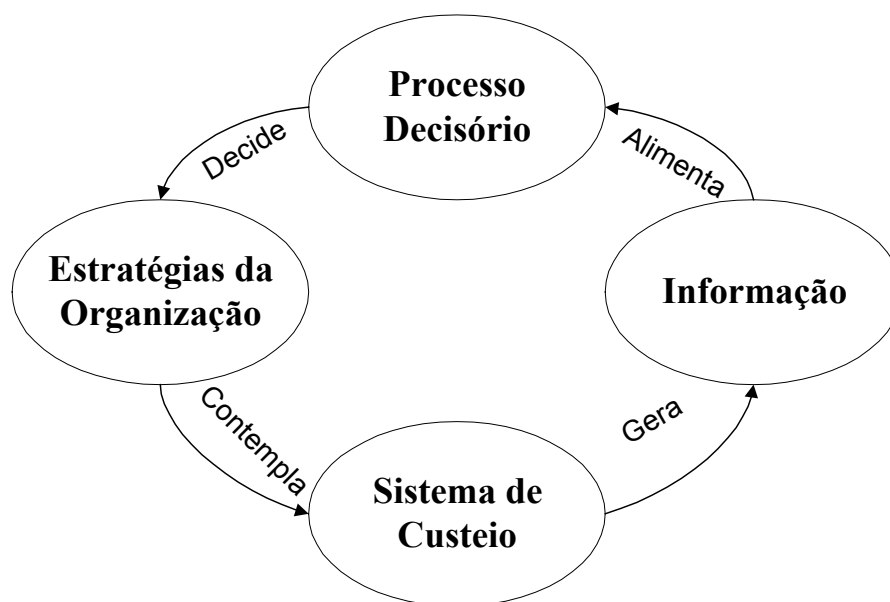 Processo
Decisório
Decide
Alimenta
Estratégias da
Organização
Informação
Contempla
Gera
Sistema de
Custeio